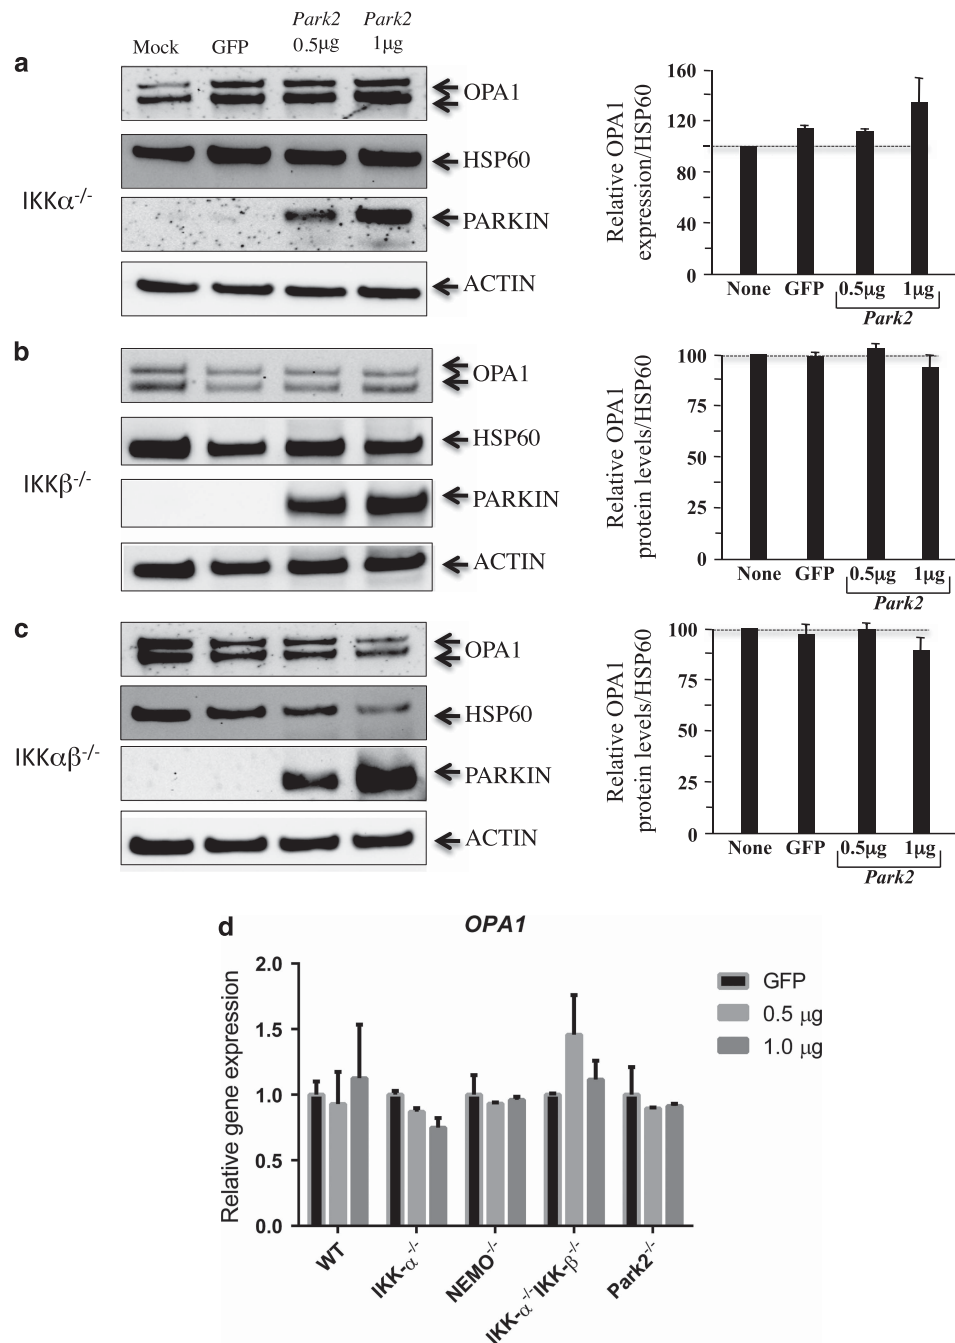 Mock
GFP
Park2
0.5µg
Park2
1µg
a
IKKα-/-
OPA1
HSP60
PARKIN
ACTIN
Relative OPA1
expression/HSP60
160
120
80
40
0
None
GFP
0.5µg
1µg
Park2
b
IKKβ-/-
OPA1
HSP60
PARKIN
ACTIN
Relative OPA1
protein levels/HSP60
100
75
50
25
0
None
GFP
0.5µg
1µg
Park2
c
IKKαβ-/-
OPA1
HSP60
PARKIN
ACTIN
Relative OPA1
protein levels/HSP60
100
75
50
25
0
None
GFP
0.5µg
1µg
Park2
d
OPA1
Relative gene expression
2.0
1.5
1.0
0.5
0.0
WT
IKK-α-/-
NEMO-/-
IKK-α-/-IKK-β-/-
Park2-/-
GFP
0.5 µg
1.0 µg